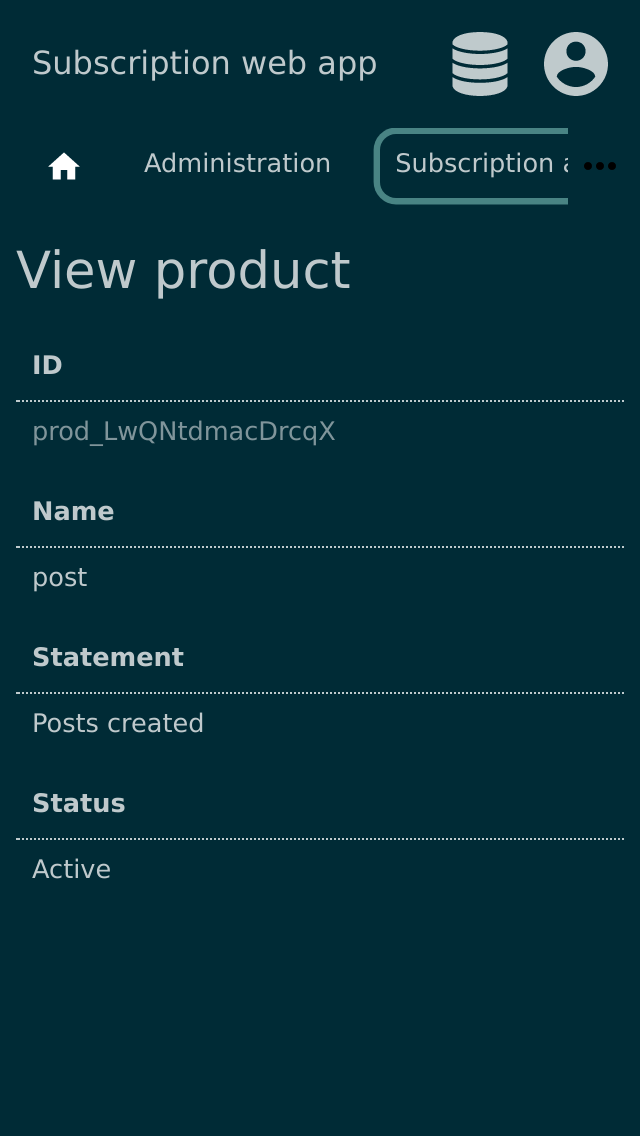 Subscription web app
Administration
Subscription
View product
ID
prod_LwQNtdmacDrcqX
Name
post
Statement
Posts created
Status
Active